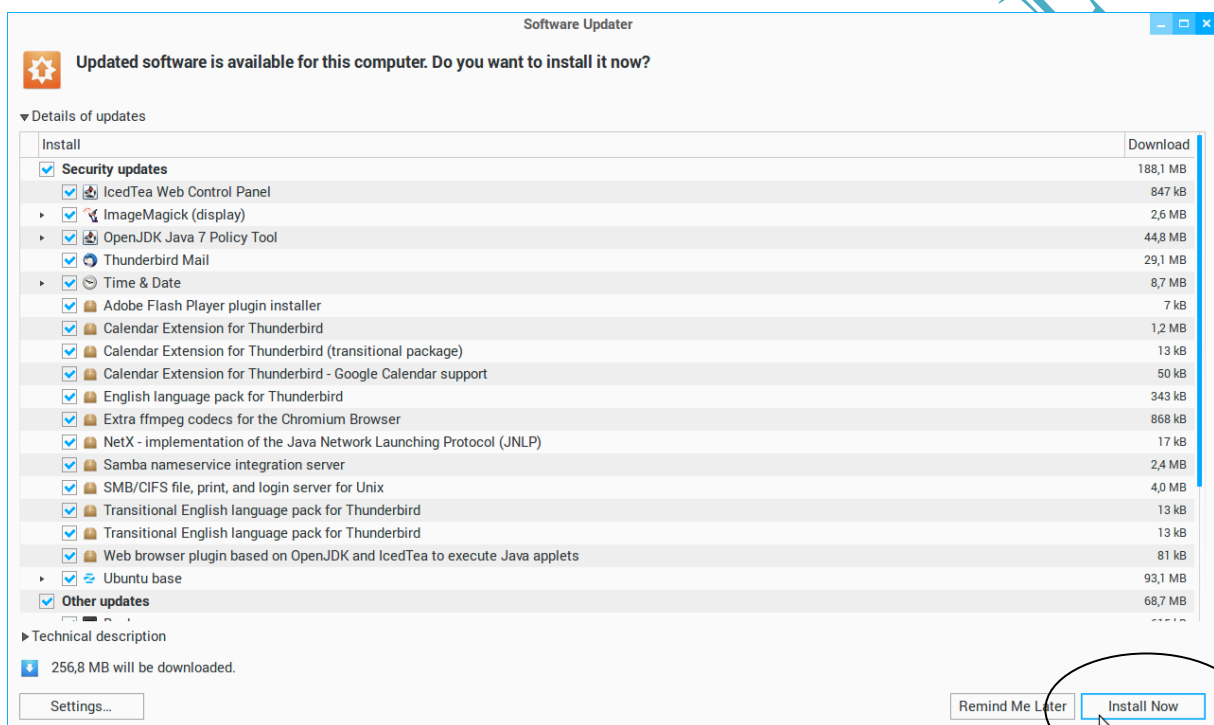 Software Updater
Updated software is available for this computer. Do you want to install it now?
Details of updates
Install Download
Security updates 188,1 MB
IcedTea Web Control Panel 847 kB
ImageMagick (display) 2,6 MB
OpenJDK Java 7 Policy Tool 44,8 MB
Thunderbird Mail 29,1 MB
Time & Date 8,7 MB
Adobe Flash Player plugin installer 7 kB
Calendar Extension for Thunderbird 1,2 MB
Calendar Extension for Thunderbird (transitional package) 13 kB
Calendar Extension for Thunderbird - Google Calendar support 50 kB
English language pack for Thunderbird 343 kB
Extra ffmpeg codecs for the Chromium Browser 868 kB
NetX - implementation of the Java Network Launching Protocol (JNLP) 17 kB
Samba nameservice integration server 2,4 MB
SMB/CIFS file, print, and login server for Unix 4,0 MB
Transitional English language pack for Thunderbird 13 kB
Transitional English language pack for Thunderbird 13 kB
Web browser plugin based on OpenJDK and IcedTea to execute Java applets 81 kB
Ubuntu base 93,1 MB
Other updates 68,7 MB
Technical description
256,8 MB will be downloaded.
Settings... Remind Me Later Install Now